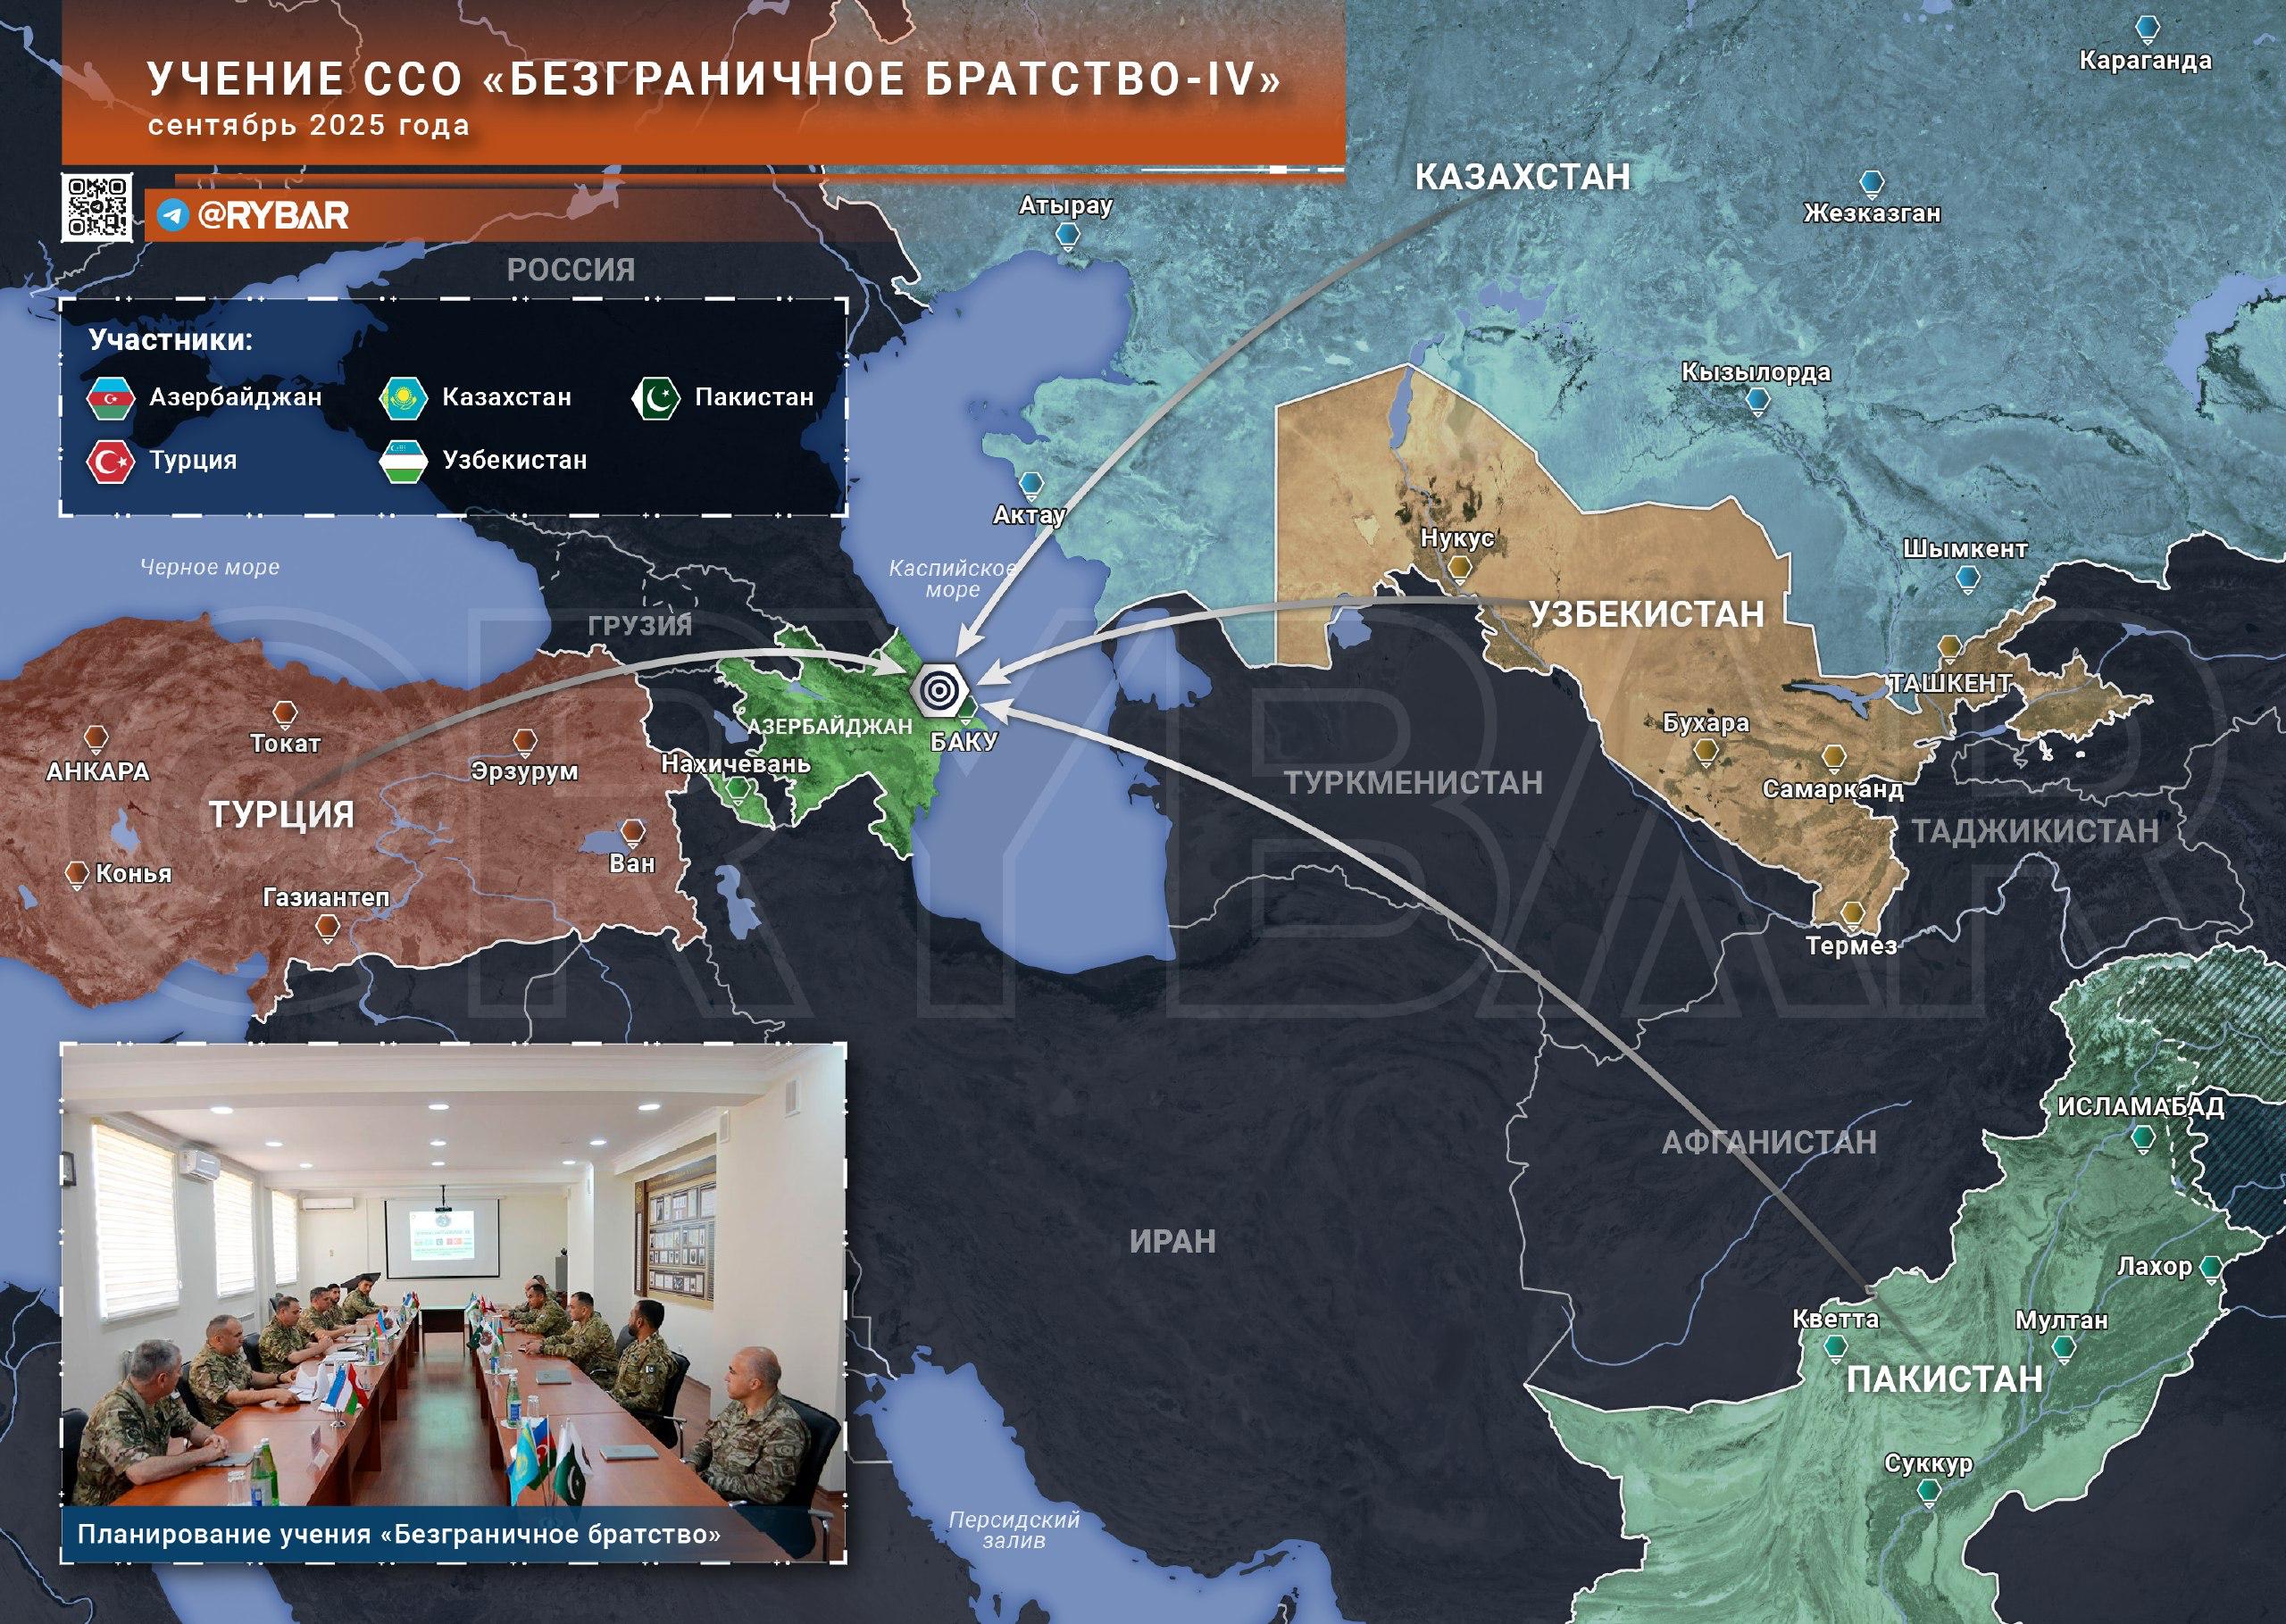 УЧЕНИЕ ССО «БЕЗГРАНИЧНОЕ БРАТСТВО-IV»
сентябрь 2025 года
@RYBAR
Участники:
Азербайджан
Казахстан
Пакистан
Турция
Узбекистан
РОССИЯ
КАЗАХСТАН
Караганда
Жезказган
Атырау
Кызылорда
Актау
Шымкент
Нукус
Черное море
Каспийское
море
ГРУЗИЯ
УЗБЕКИСТАН
ТАШКЕНТ
Бухара
Самарканд
АЗЕРБАЙДЖАН
БАКУ
Нахичевань
Токат
АНКАРА
Эрзурум
ТУРЦИЯ
Ван
Конья
Газиантеп
ТУРКМЕНИСТАН
ТАДЖИКИСТАН
Термез
@RYBAR
ИСЛАМАБАД
АФГАНИСТАН
ИРАН
Лахор
Кветта
Мултан
ПАКИСТАН
Суккур
Персидский
залив
Планирование учения «Безграничное братство»